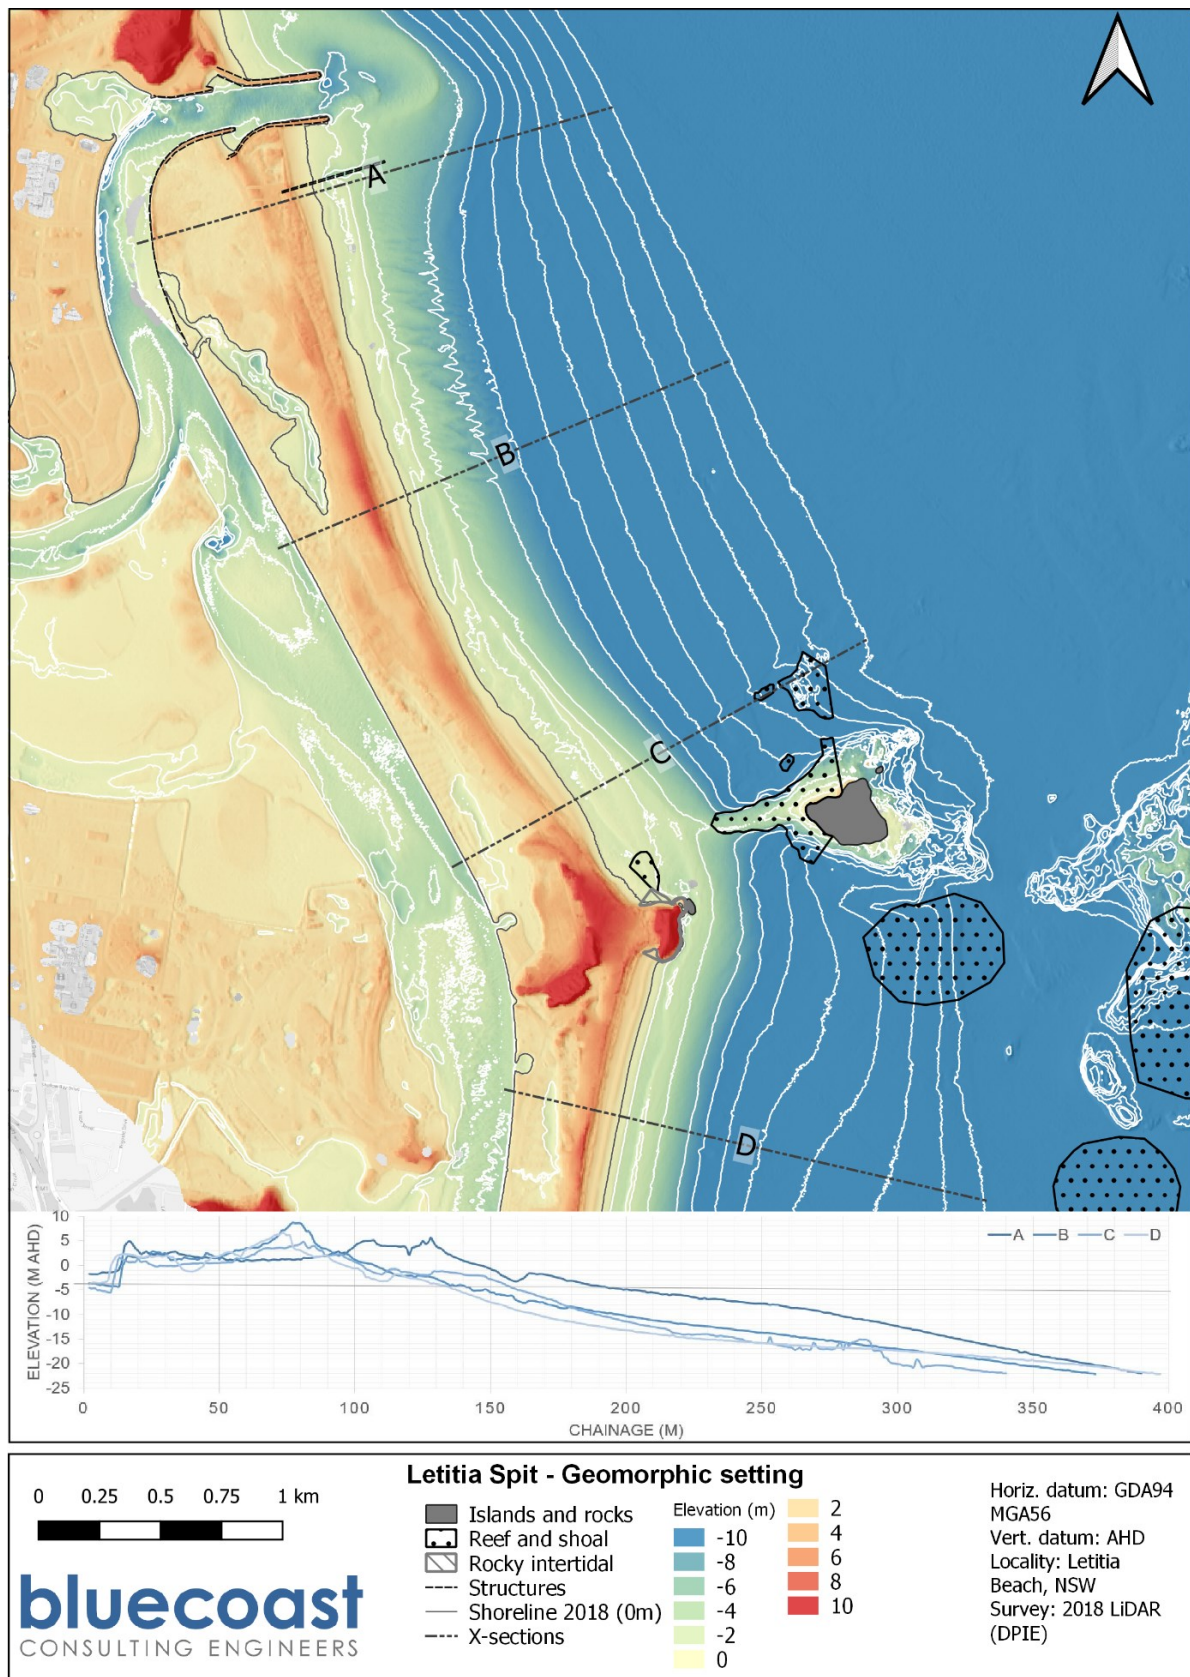 A
B
C
D
10
5
0
-5
-10
-15
-20
-25
ELEVATION (M AHD)
A B C D
0 50 100 150 200 250 300 350 400
CHAINAGE (M)
Letitia Spit - Geomorphic setting
0 0.25 0.5 0.75 1 km
Islands and rocks
Reef and shoal
Rocky intertidal
Structures
Shoreline 2018 (0m)
X-sections
Elevation (m)
-10
-8
-6
-4
-2
0
2
4
6
8
10
Horiz. datum: GDA94
MGA56
Vert. datum: AHD
Locality: Letitia
Beach, NSW
Survey: 2018 LiDAR
(DPIE)
bluecoast
CONSULTING ENGINEERS